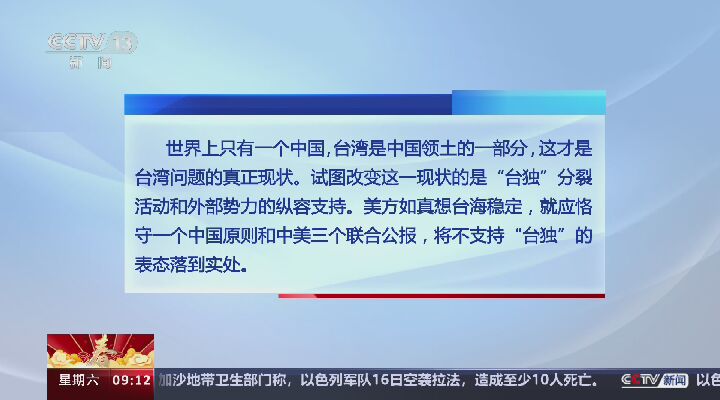 CCTV 13
新闻
世界上只有一个中国，台湾是中国领土的一部分，这才是
台湾问题的真正现状。试图改变这一现状的是“台独”分裂
活动和外部势力的纵容支持。美方如真想台海稳定，就应恪
守一个中国原则和中美三个联合公报，将不支持“台独”的
表态落到实处。
春
星期六 09:12 加沙地带卫生部门称，以色列军队16日空袭拉法，造成至少10人死亡。 CCTV 新闻 以色